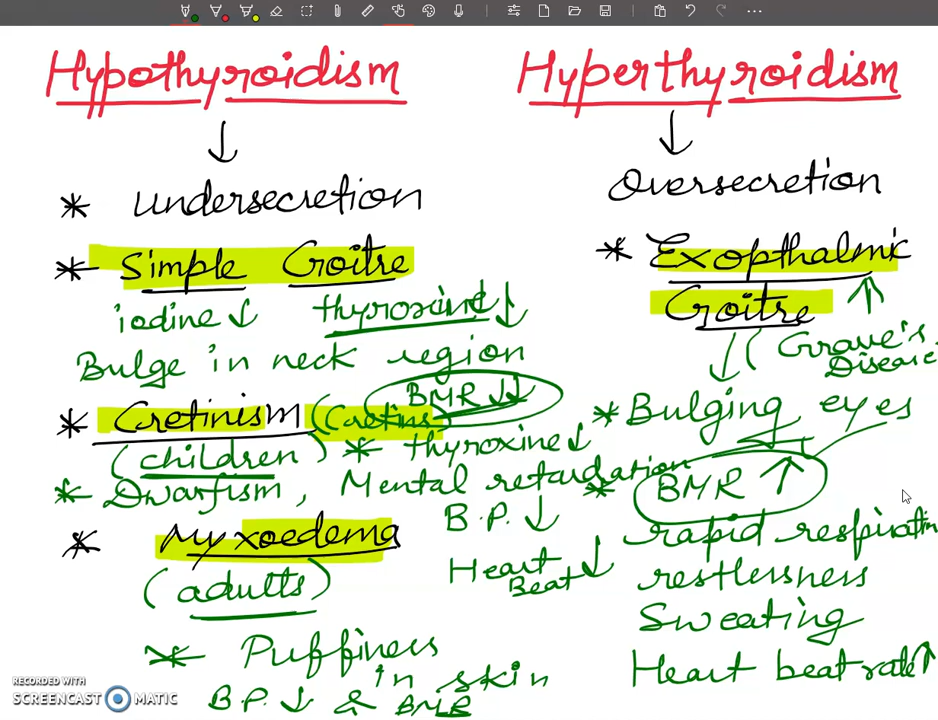 Hypothyroidism
↓
* Undersecretion
* Simple Goitre
iodine ↓ thyroxine ↓
Bulge in neck region
BMR ↓↓
* Cretinism (Cretins)
(children) * thyroxine ↓
* Dwarfism, Mental retardation
B.P. ↓
Heart Beat ↓
* Myxoedema
(adults)
* Puffiness
in skin
B.P. ↓ & BMR
Hyperthyroidism
↓
Oversecretion
* Exopthalmic
Goitre ↑
↓ (Grave's
Disease
* Bulging eyes
* BMR ↑
rapid respiration
restlessness
Sweating
Heart beat rate ↑
RECORDED WITH
SCREENCAST MATIC